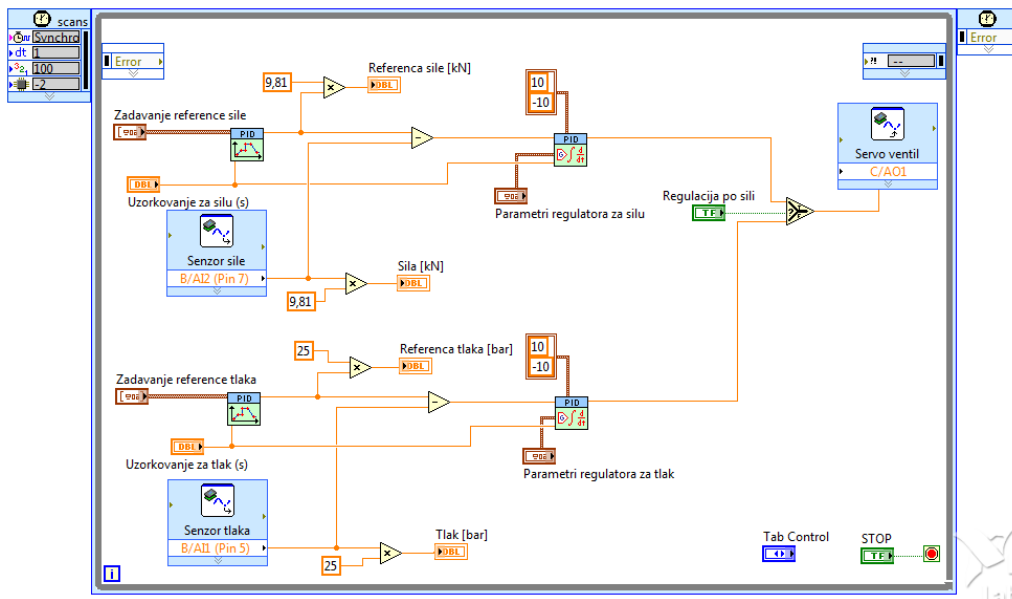 scans
Synchro
dt 1
100
-2
Error
Error
?! --
9,81
Referenca sile [kN]
DBL
10
-10
Zadavanje reference sile
PID
PID
Servo ventil
C/AO1
DBL
Uzorkovanje za silu (s)
Parametri regulatora za silu
Regulacija po sili
TF
Senzor sile
B/AI2 (Pin 7)
Sila [kN]
DBL
9,81
25
Referenca tlaka [bar]
DBL
10
-10
Zadavanje reference tlaka
PID
PID
DBL
Uzorkovanje za tlak (s)
Parametri regulatora za tlak
Senzor tlaka
B/AI1 (Pin 5)
Tlak [bar]
DBL
25
Tab Control
STOP
TF
i